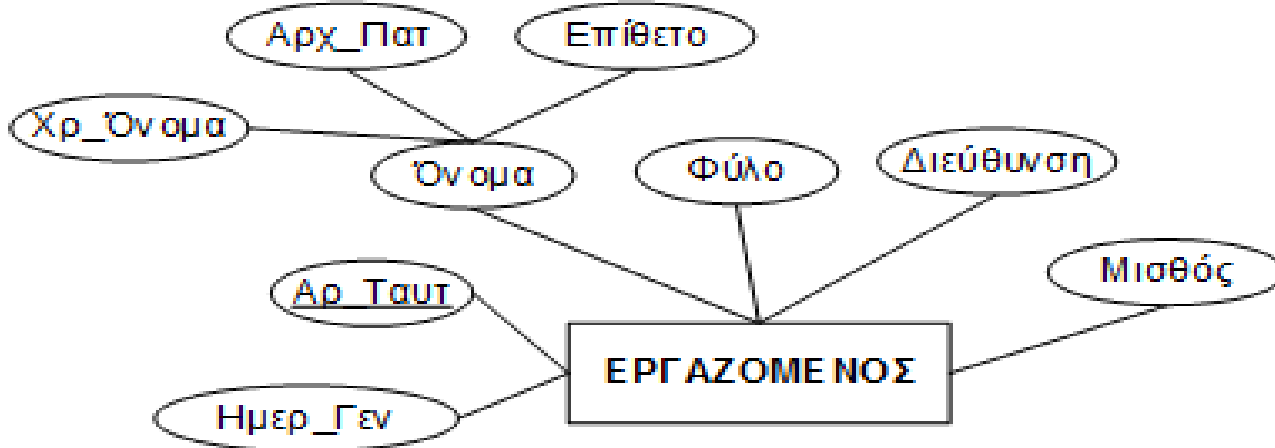 Αρχ_Πατ
Επίθετο
Χρ_Όνομα
Όνομα
Φύλο
Διεύθυνση
Μισθός
Αρ_Ταυτ
ΕΡΓΑΖΟΜΕΝΟΣ
Ημερ_Γεν